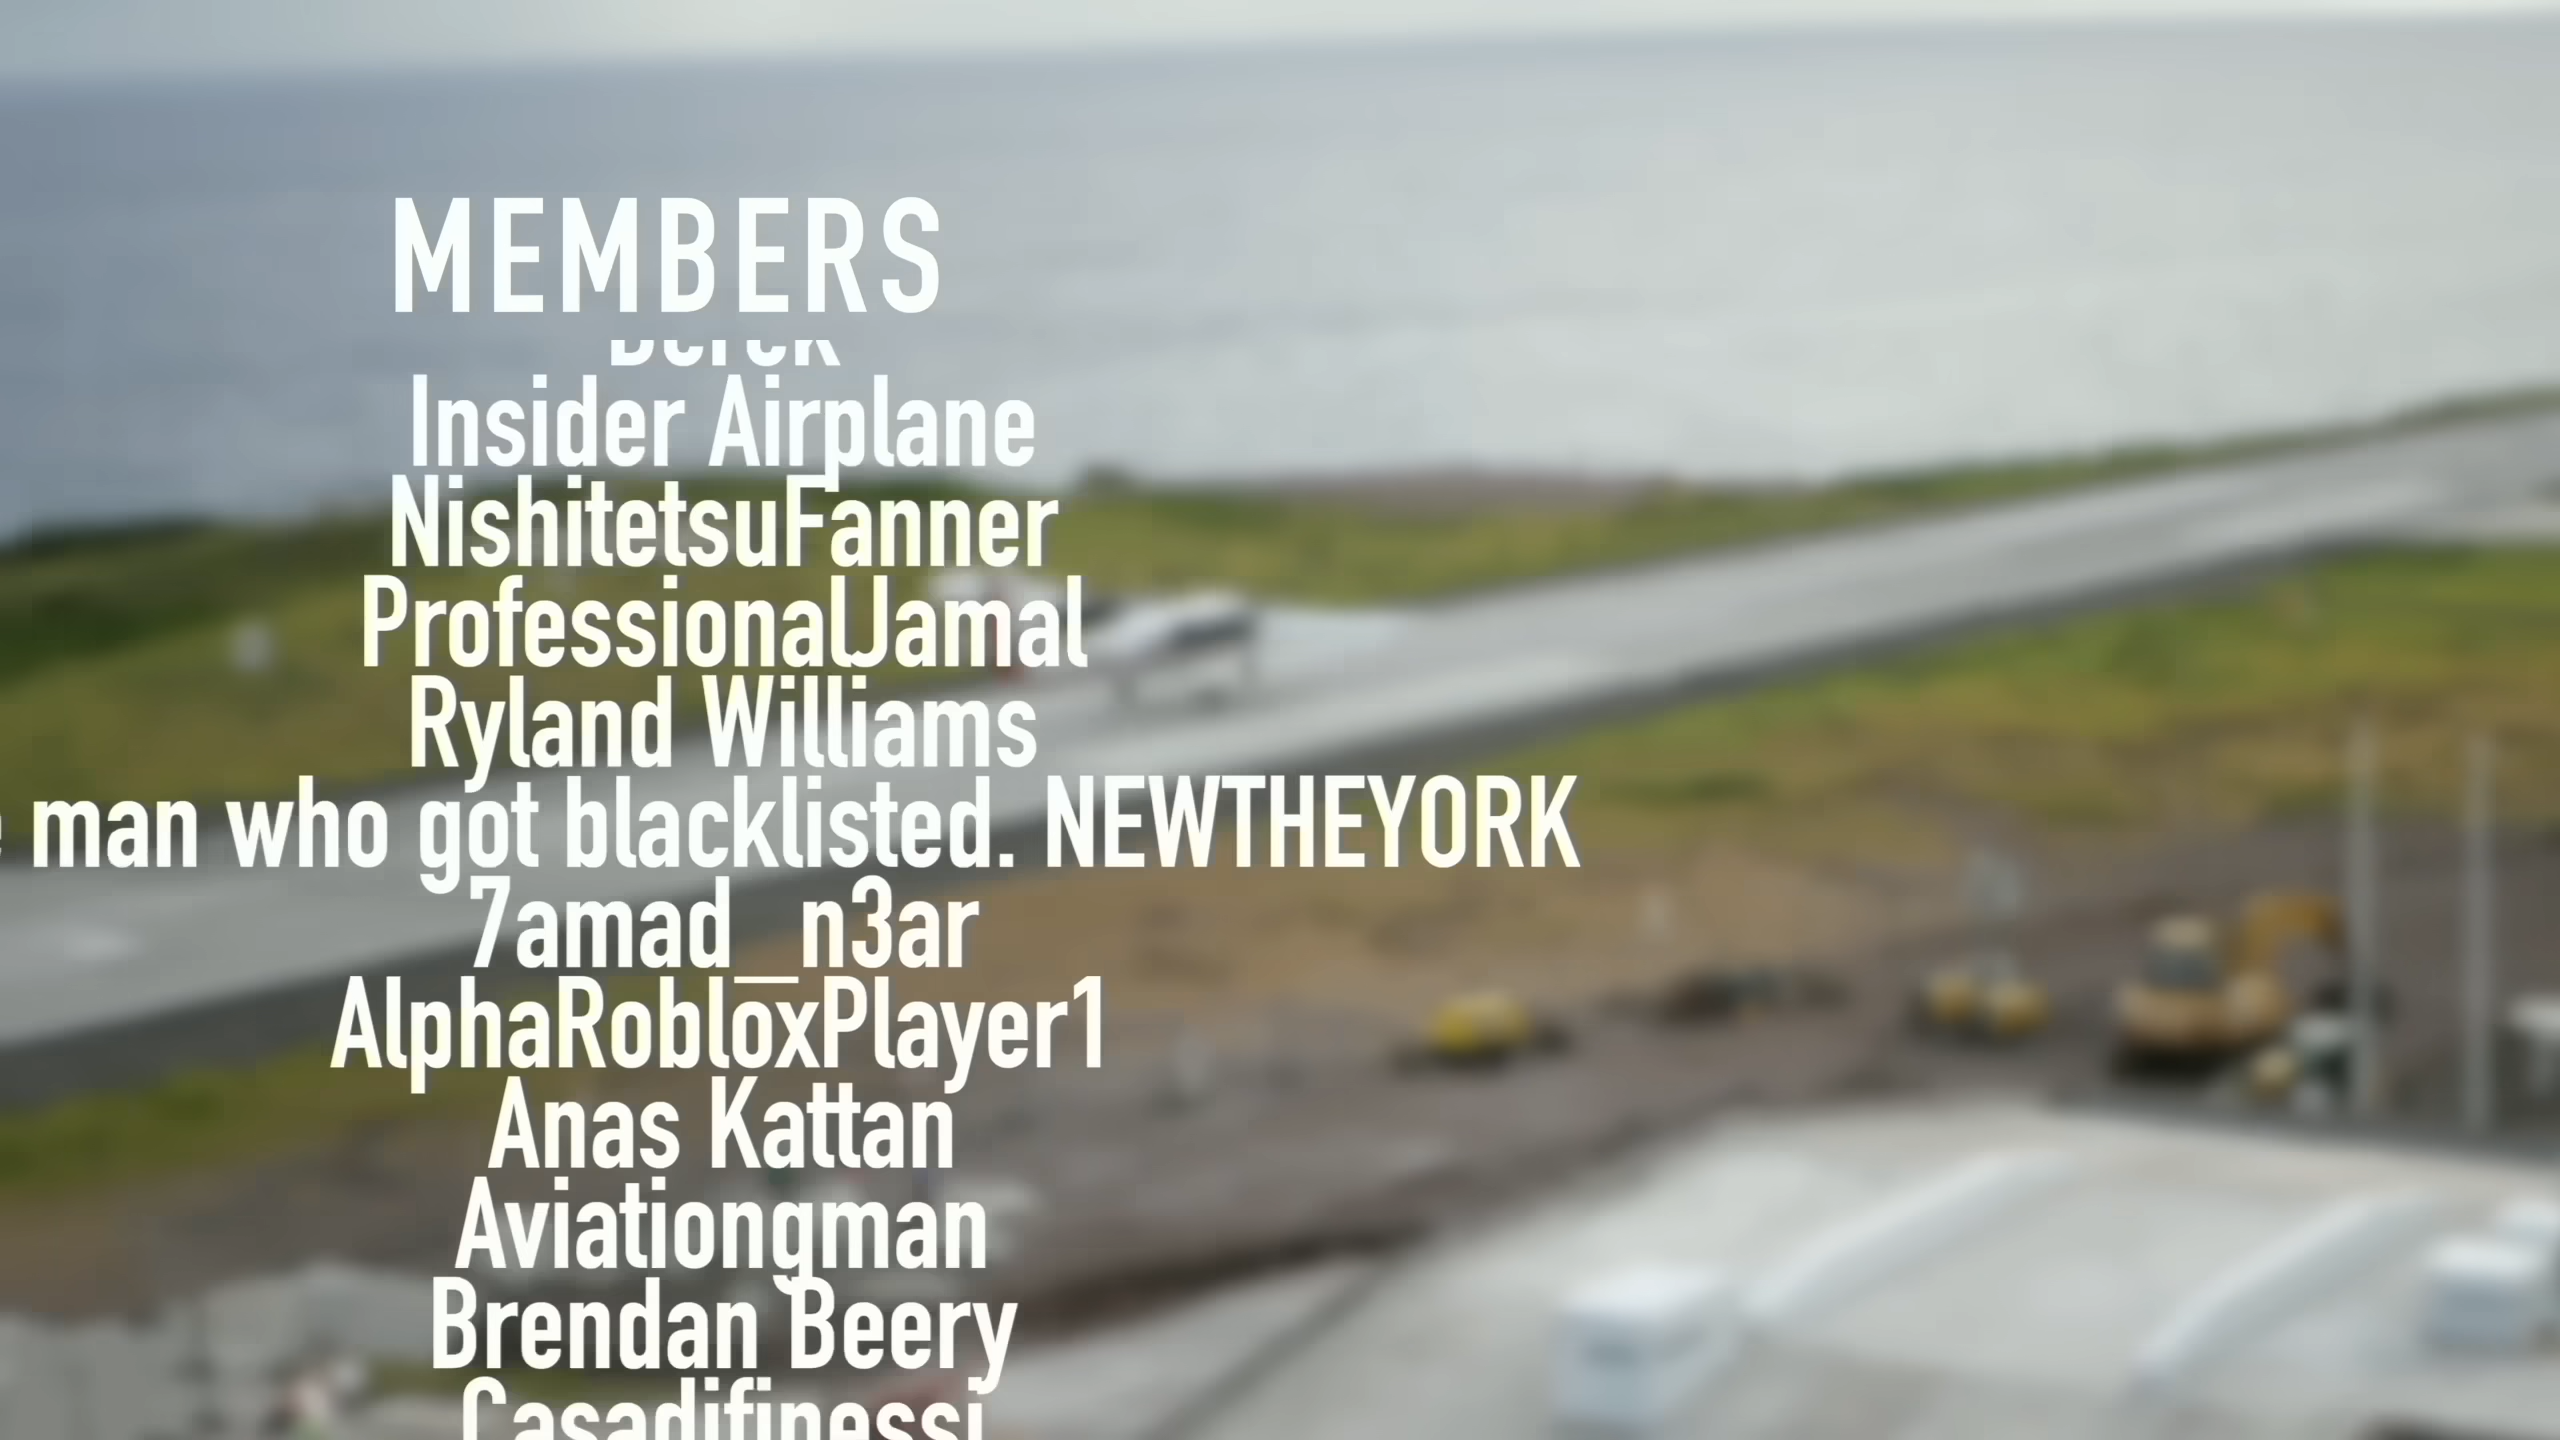 MEMBERS
Insider Airplane
NishitetsuFanner
ProfessionalJamal
Ryland Williams
man who got blacklisted. NEWTHEYORK
7amad_n3ar
AlphaRobloxPlayer1
Anas Kattan
Aviationgman
Brendan Beery
Casadifinessi